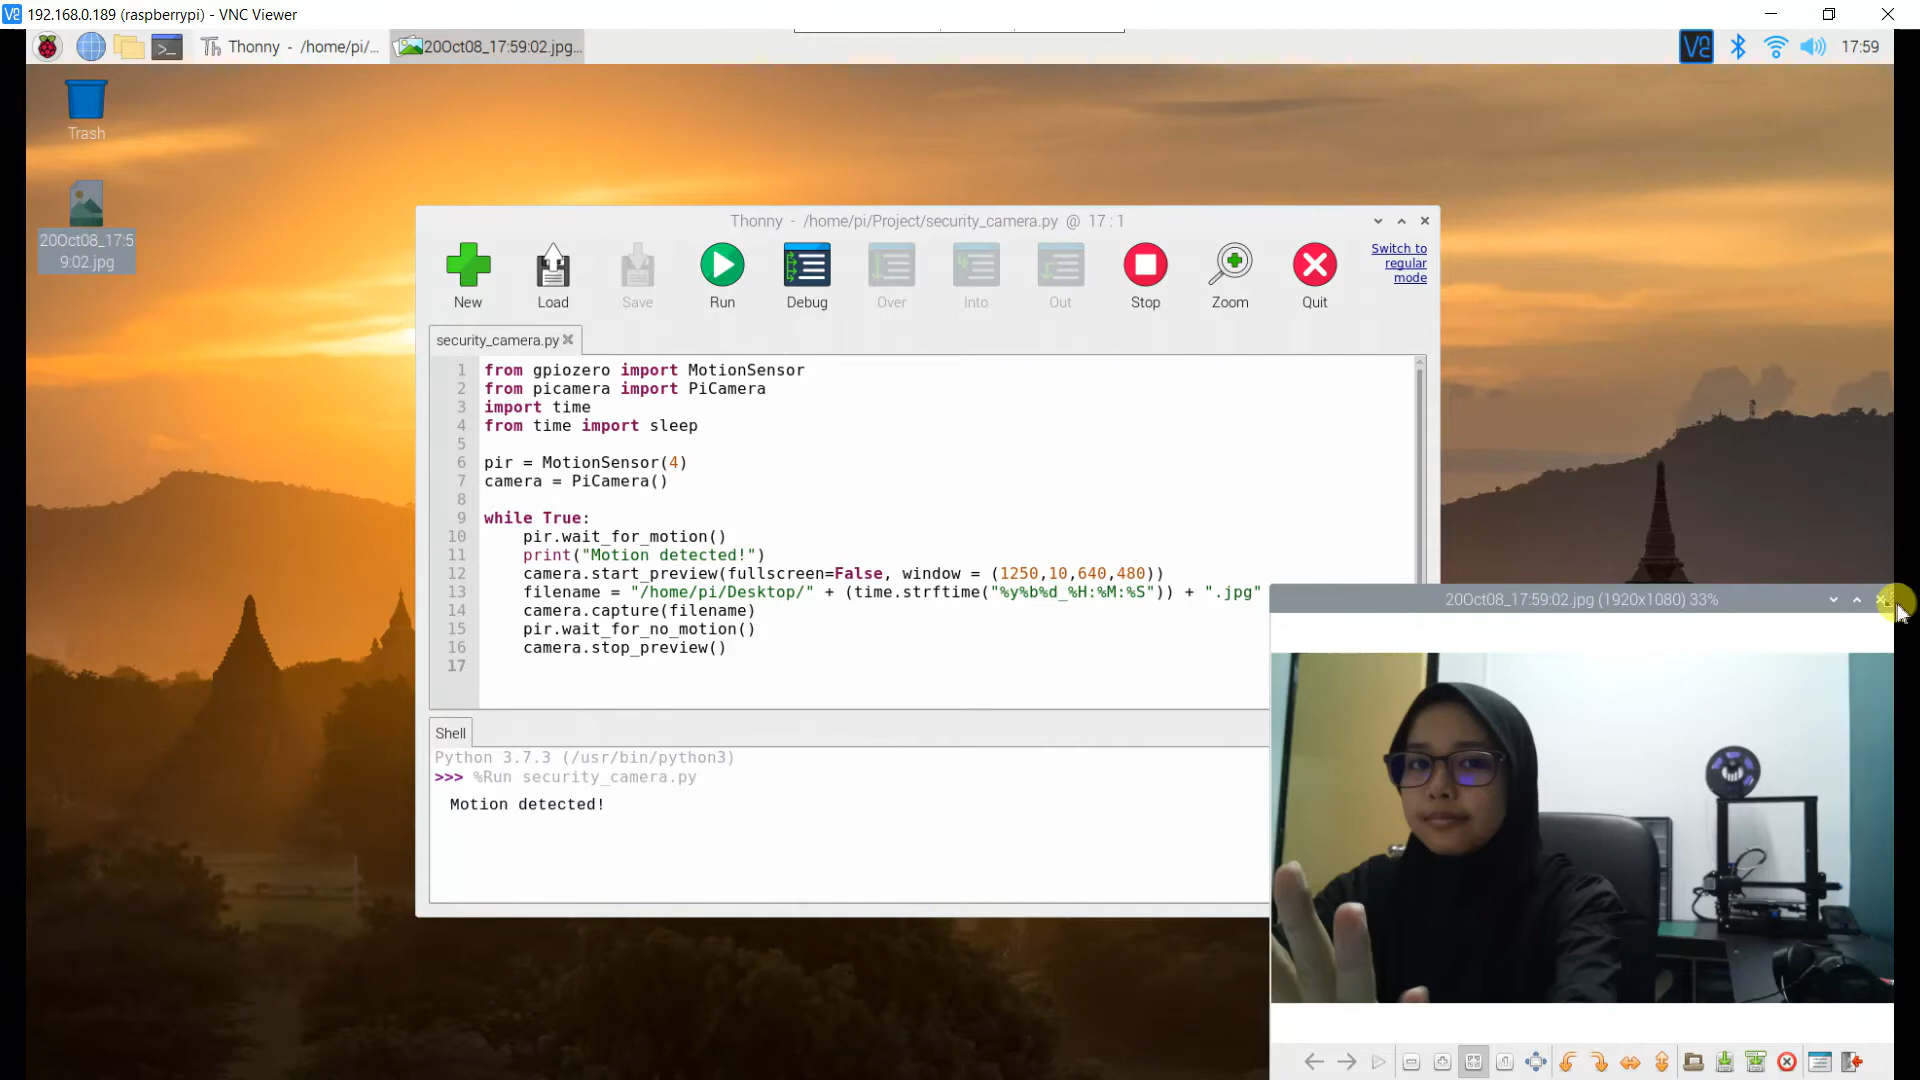 192.168.0.189 (raspberrypi) - VNC Viewer
Thonny - /home/pi/...
20Oct08_17:59:02.jpg...
17:59
Trash
20Oct08_17:5
9:02.jpg
Thonny - /home/pi/Project/security_camera.py @ 17 : 1
New
Load
Save
Run
Debug
Over
Into
Out
Stop
Zoom
Quit
Switch to
regular
mode
security_camera.py
1 from gpiozero import MotionSensor
2 from picamera import PiCamera
3 import time
4 from time import sleep
5
6 pir = MotionSensor(4)
7 camera = PiCamera()
8
9 while True:
10 pir.wait_for_motion()
11 print("Motion detected!")
12 camera.start_preview(fullscreen=False, window = (1250,10,640,480))
13 filename = "/home/pi/Desktop/" + (time.strftime("%y%b%d_%H:%M:%S")) + ".jpg"
14 camera.capture(filename)
15 pir.wait_for_no_motion()
16 camera.stop_preview()
17
Shell
Python 3.7.3 (/usr/bin/python3)
>>> %Run security_camera.py
Motion detected!
20Oct08_17:59:02.jpg (1920x1080) 33%